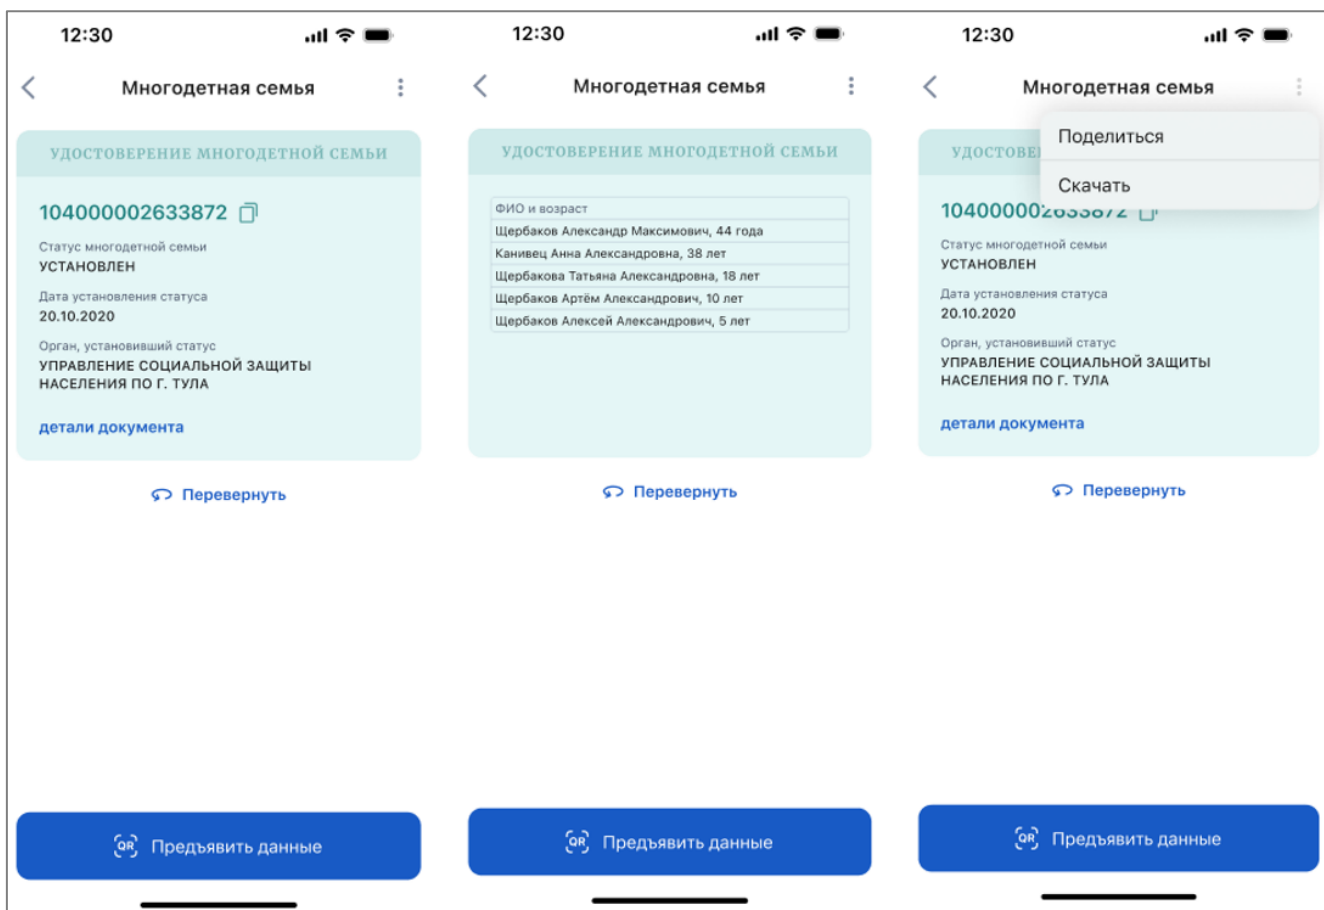 12:30
Многодетная семья
УДОСТОВЕРЕНИЕ МНОГОДЕТНОЙ СЕМЬИ
104000002633872
Статус многодетной семьи
УСТАНОВЛЕН
Дата установления статуса
20.10.2020
Орган, установивший статус
УПРАВЛЕНИЕ СОЦИАЛЬНОЙ ЗАЩИТЫ
НАСЕЛЕНИЯ ПО Г. ТУЛА
детали документа
Перевернуть
QR Предъявить данные
12:30
Многодетная семья
УДОСТОВЕРЕНИЕ МНОГОДЕТНОЙ СЕМЬИ
ФИО и возраст
Щербаков Александр Максимович, 44 года
Канивец Анна Александровна, 38 лет
Щербакова Татьяна Александровна, 18 лет
Щербаков Артём Александрович, 10 лет
Щербаков Алексей Александрович, 5 лет
Перевернуть
QR Предъявить данные
12:30
Многодетная семья
Поделиться
Скачать
УДОСТОВЕ
104000002633872
Статус многодетной семьи
УСТАНОВЛЕН
Дата установления статуса
20.10.2020
Орган, установивший статус
УПРАВЛЕНИЕ СОЦИАЛЬНОЙ ЗАЩИТЫ
НАСЕЛЕНИЯ ПО Г. ТУЛА
детали документа
Перевернуть
QR Предъявить данные